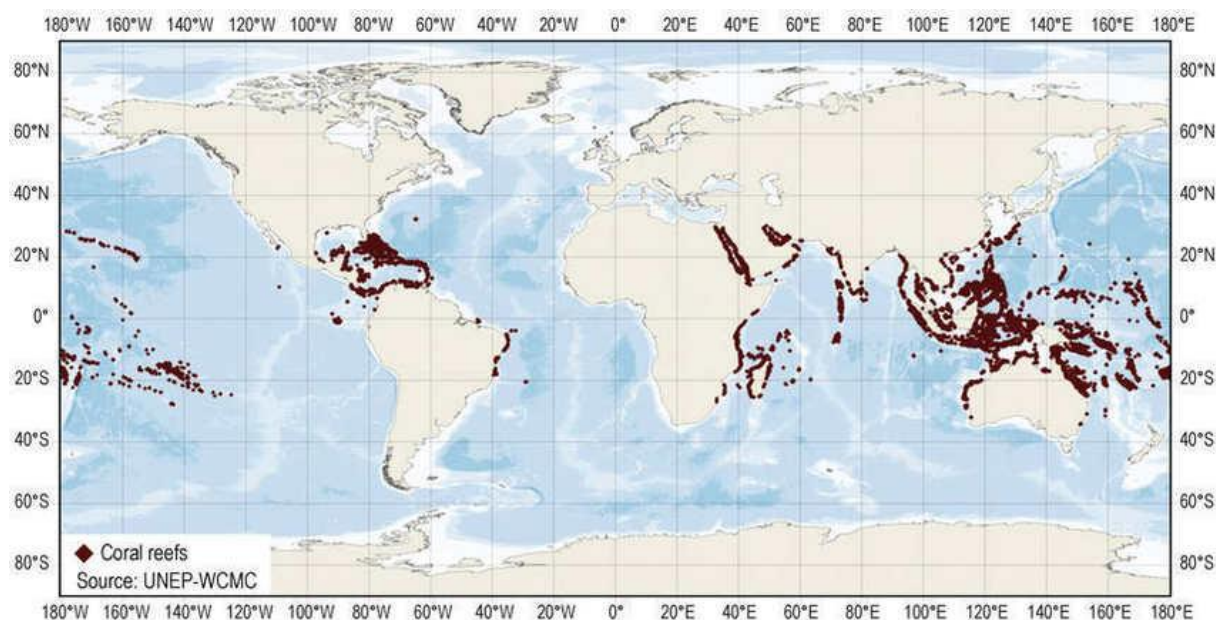 180°W 160°W 140°W 120°W 100°W 80°W 60°W 40°W 20°W 0° 20°E 40°E 60°E 80°E 100°E 120°E 140°E 160°E 180°E
80°N 80°N
60°N 60°N
40°N 40°N
20°N 20°N
0° 0°
20°S 20°S
40°S 40°S
60°S 60°S
Coral reefs
80°S 80°S
Source: UNEP-WCMC
180°W 160°W 140°W 120°W 100°W 80°W 60°W 40°W 20°W 0° 20°E 40°E 60°E 80°E 100°E 120°E 140°E 160°E 180°E